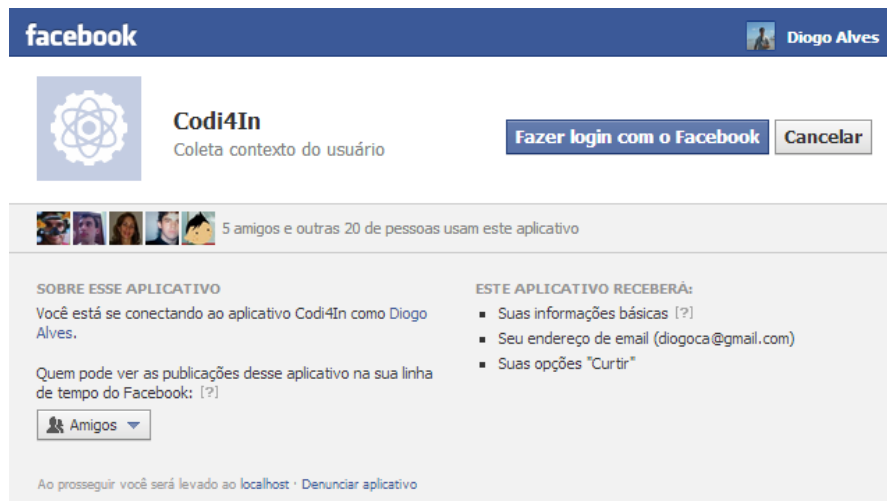 facebook
Diogo Alves
Codi4In
Coleta contexto do usuário
Fazer login com o Facebook
Cancelar
5 amigos e outras 20 de pessoas usam este aplicativo
SOBRE ESSE APLICATIVO
Você está se conectando ao aplicativo Codi4In como Diogo
Alves.
Quem pode ver as publicações desse aplicativo na sua linha
de tempo do Facebook: [?]
Amigos
ESTE APLICATIVO RECEBERÁ:
Suas informações básicas [?]
Seu endereço de email (diogoca@gmail.com)
Suas opções "Curtir"
Ao prosseguir você será levado ao localhost · Denunciar aplicativo